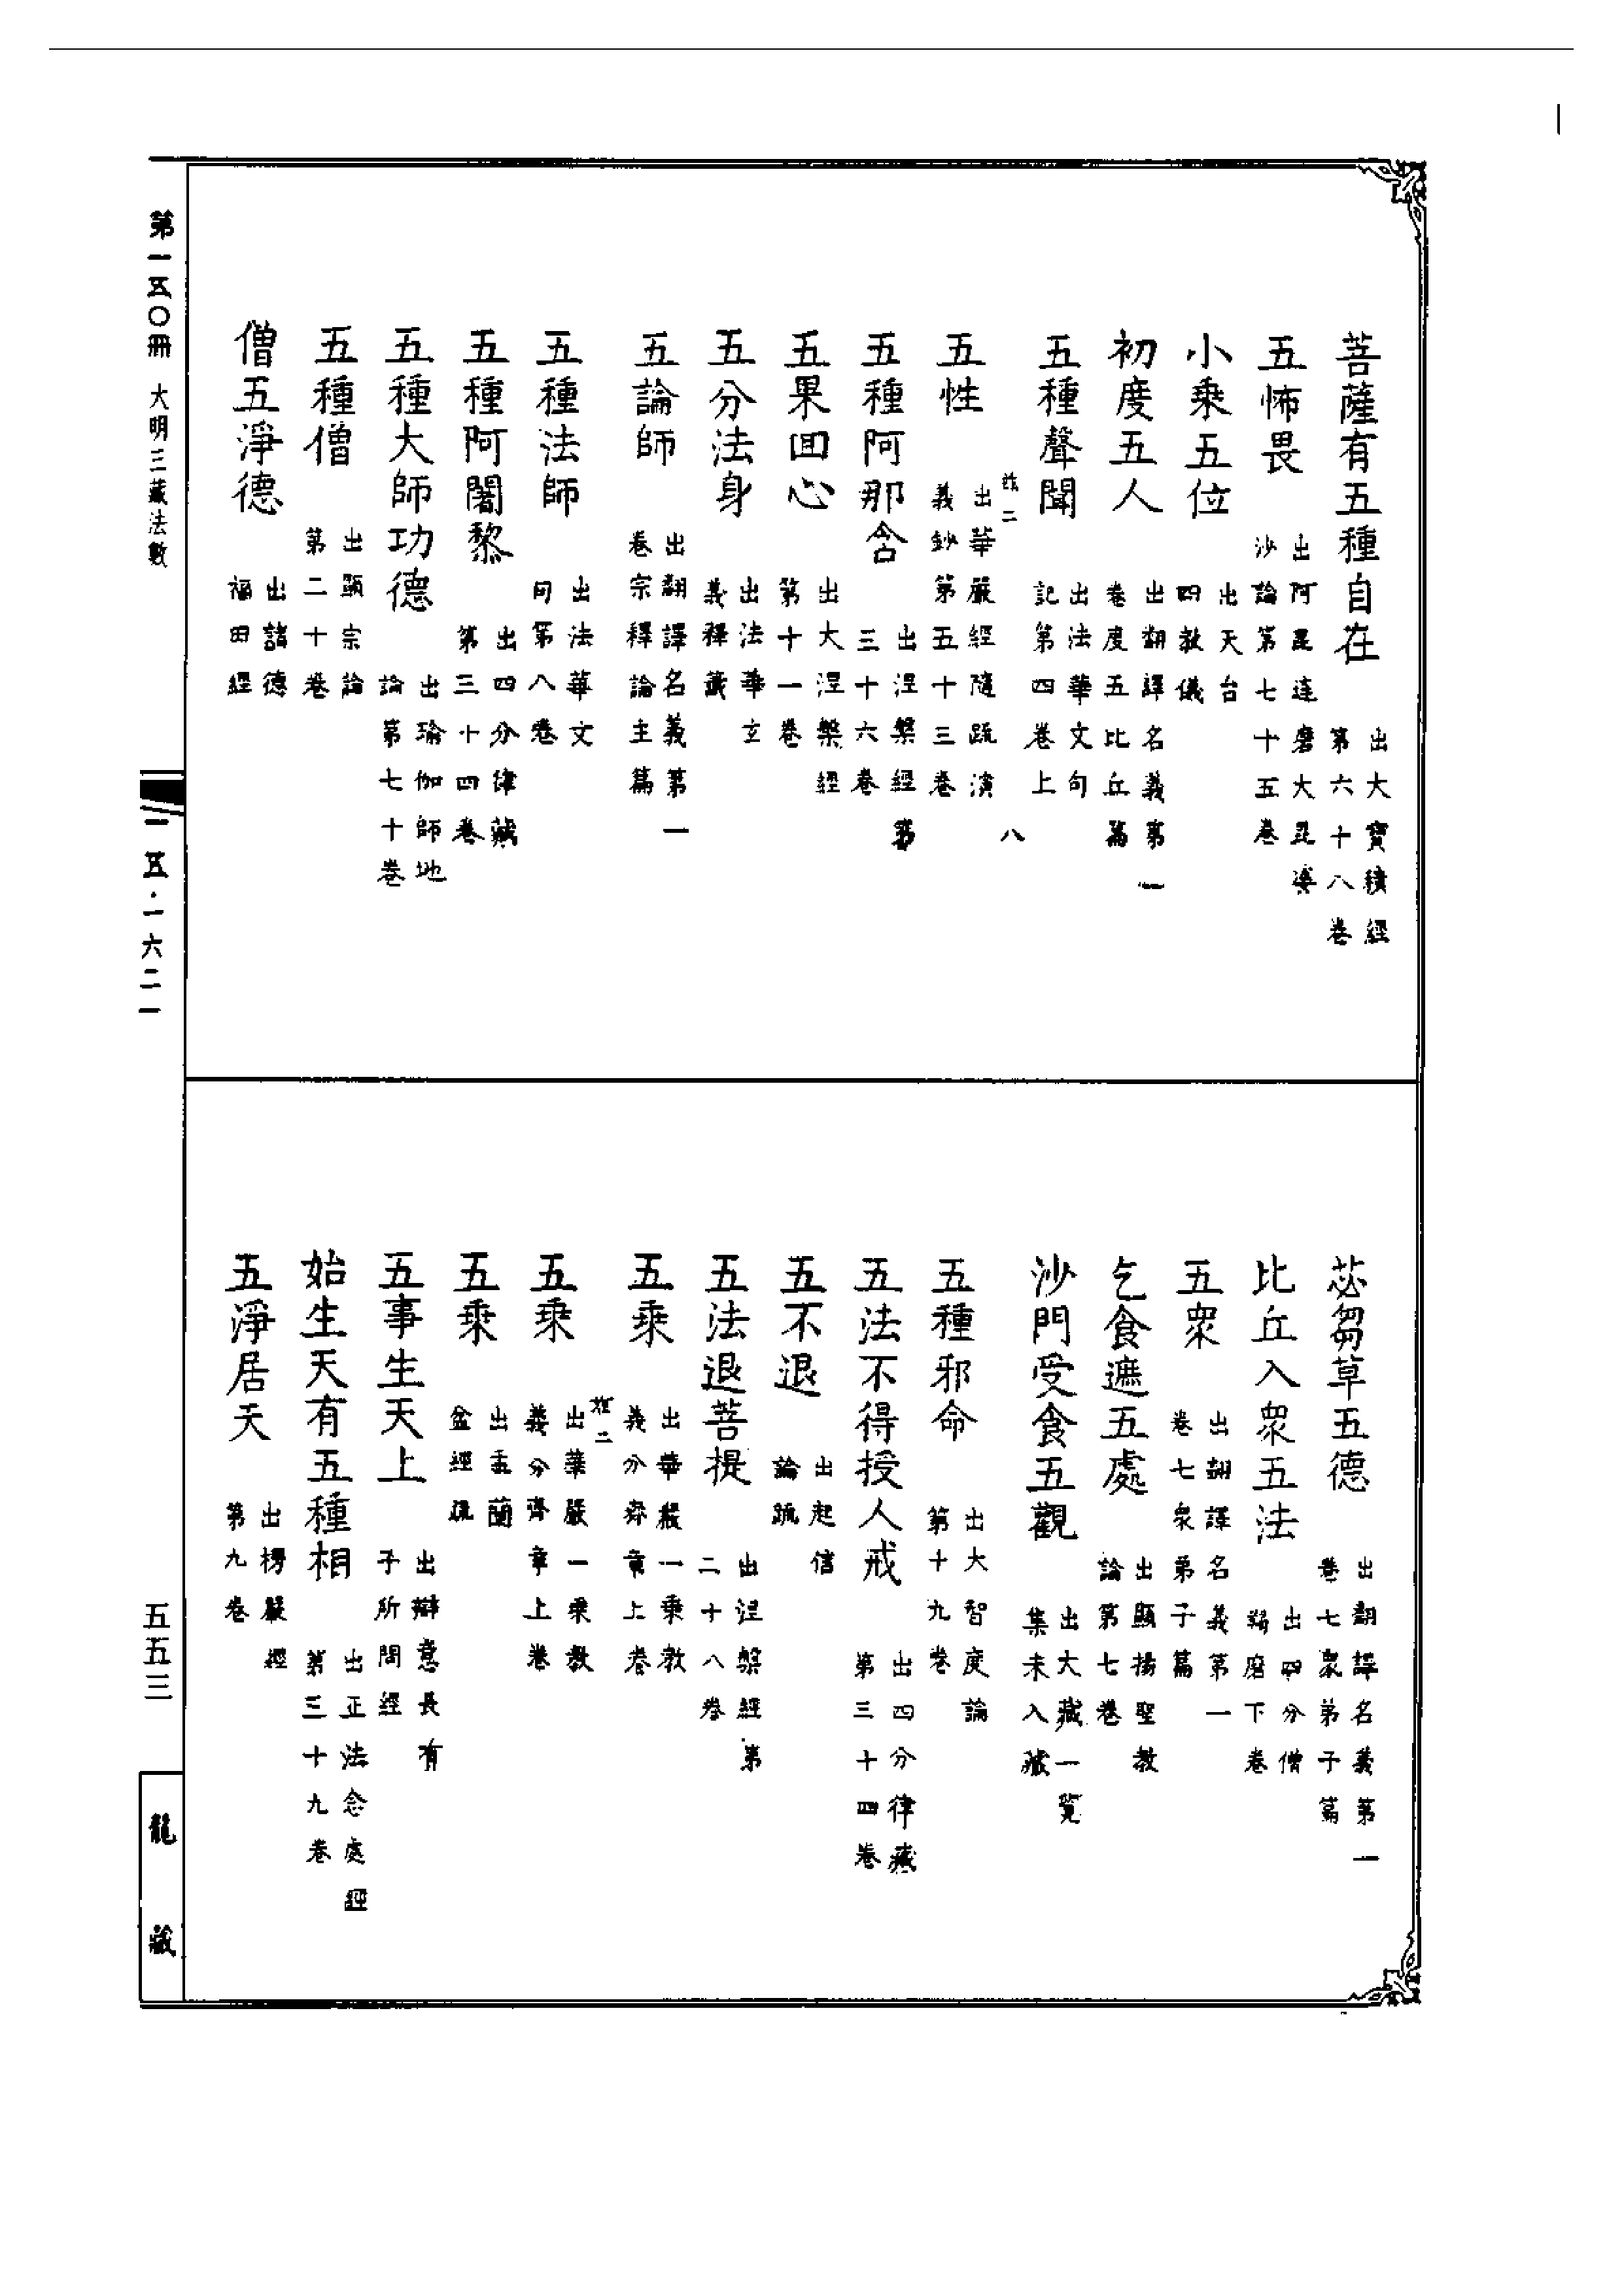 菩薩有五種自在 出大寶積經第六十八卷
五怖畏 出阿毘達磨大毘婆沙論第七十五卷
小乘五位 出天台四教儀
初度五人 出翻譯名義第一卷度五比丘篇
五種聲聞 出法華文句記第四卷上
二 八
五性 出華嚴經隨疏演義鈔第五十三卷
五種阿那含 出涅槃經第三十六卷
五果回心 出大涅槃經第十一卷
五分法身 出法華玄義釋籤
五論師 出翻譯名義第一卷宗釋論主篇
五種法師 出法華文句第八卷
五種阿闍黎 出四分律藏第三十四卷
五種大師功德 出瑜伽師地論第七十卷
五種僧 出顯宗論第二十卷
僧五淨德 出諸德福田經
苾芻草五德 出翻譯名義第一卷七眾弟子篇
比丘入眾五法 出四分僧羯磨下卷
五眾 出翻譯名義第一卷七眾弟子篇
乞食遮五處 出顯揚聖教論第七卷
沙門受食五觀 出大藏一覽集未入藏
五種邪命 出大智度論第十九卷
五法不得授人戒 出四分律藏第三十四卷
五不退 出起信論疏
五法退菩提 出涅槃經第二十八卷
五乘 出華嚴一乘教義分齊章上卷
二
五乘 出華嚴一乘教義分齊章上卷
五乘 出盂蘭盆經疏
五事生天上 出辯意長者子所問經
始生天有五種相 出正法念處經第三十九卷
五淨居天 出楞嚴經第九卷
第一五〇冊 大明三藏法數
一五·一六二一
五五三
龍藏